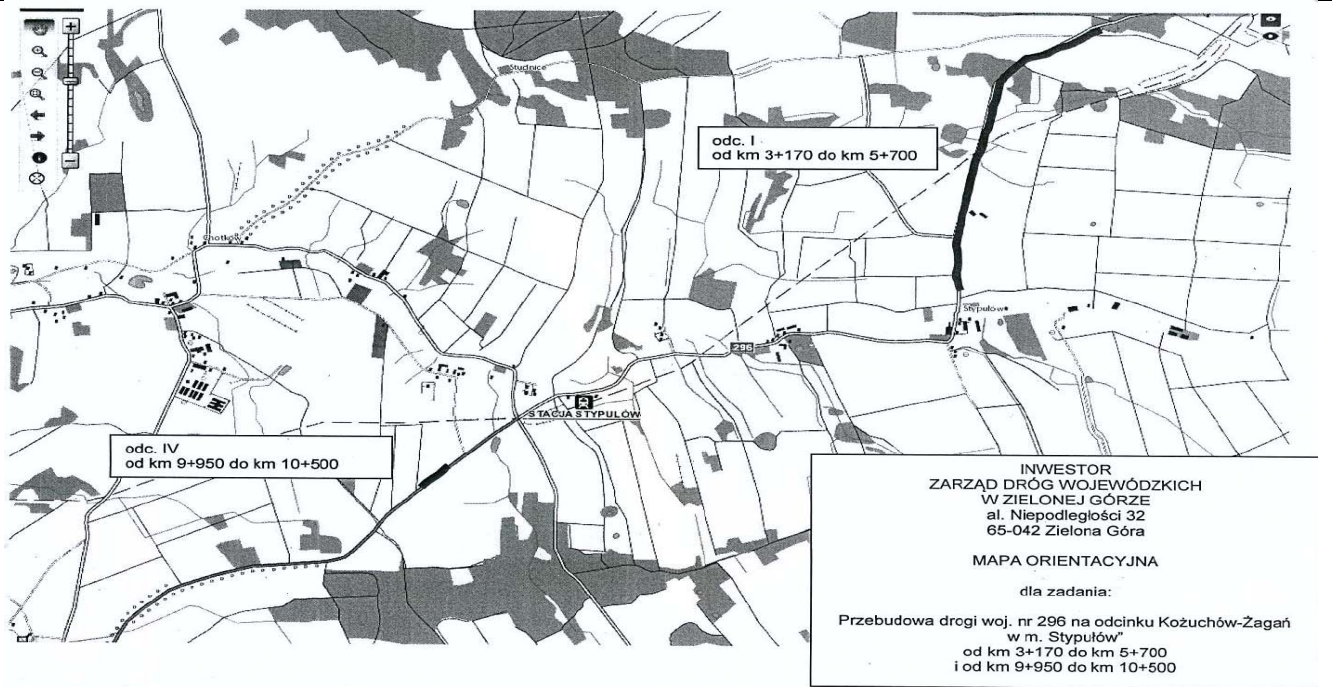 Studnice
odc. I
od km 3+170 do km 5+700
Chotków
Stypułów
296
STACJA STYPUŁÓW
odc. IV
od km 9+950 do km 10+500
INWESTOR
ZARZĄD DRÓG WOJEWÓDZKICH
W ZIELONEJ GÓRZE
al. Niepodległości 32
65-042 Zielona Góra
MAPA ORIENTACYJNA
dla zadania:
Przebudowa drogi woj. nr 296 na odcinku Kożuchów-Żagań
w m. Stypułów"
od km 3+170 do km 5+700
i od km 9+950 do km 10+500